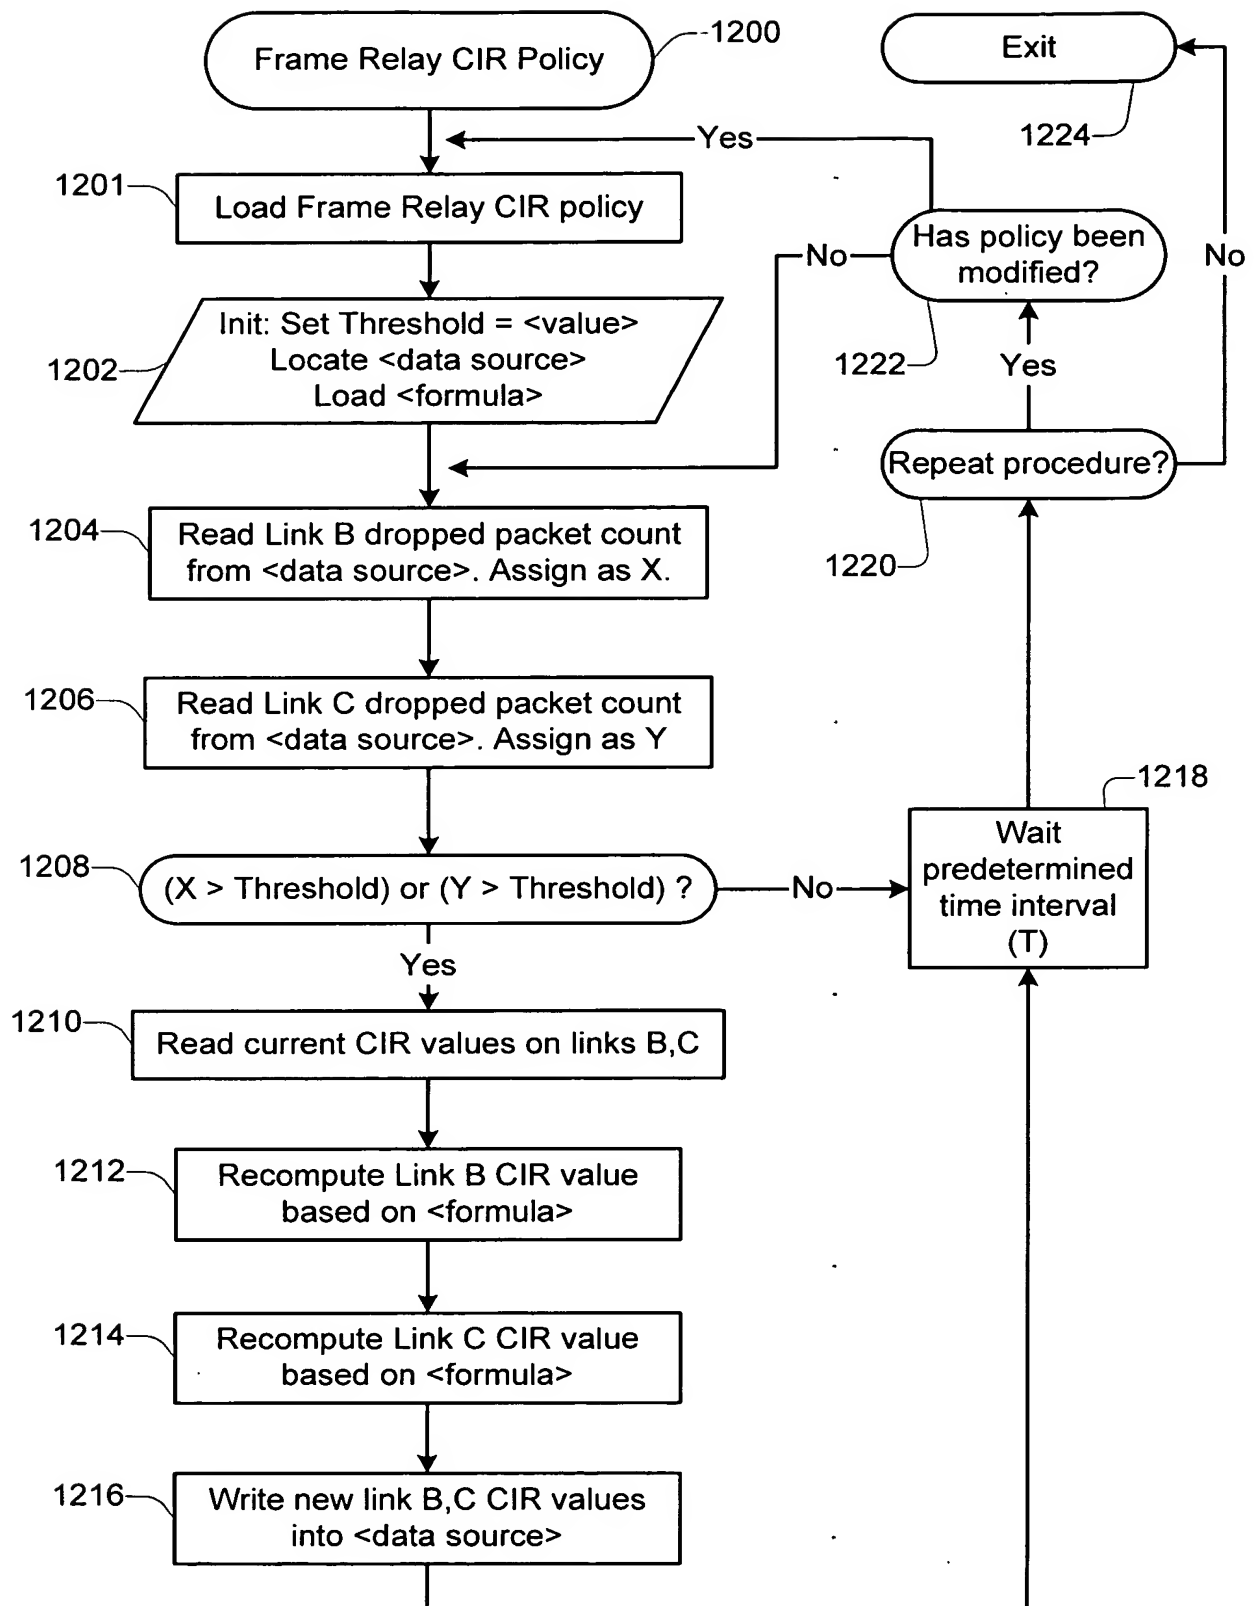 Frame Relay CIR Policy
1200
Exit
1224
Yes
1201
Load Frame Relay CIR policy
Has policy been
modified?
No
No
1222
Init: Set Threshold = <value>
Locate <data source>
Load <formula>
1202
Yes
Repeat procedure?
1220
1204
Read Link B dropped packet count
from <data source>. Assign as X.
1206
Read Link C dropped packet count
from <data source>. Assign as Y
1218
Wait
predetermined
time interval
(T)
1208
(X > Threshold) or (Y > Threshold) ?
No
Yes
1210
Read current CIR values on links B,C
1212
Recompute Link B CIR value
based on <formula>
1214
Recompute Link C CIR value
based on <formula>
1216
Write new link B,C CIR values
into <data source>